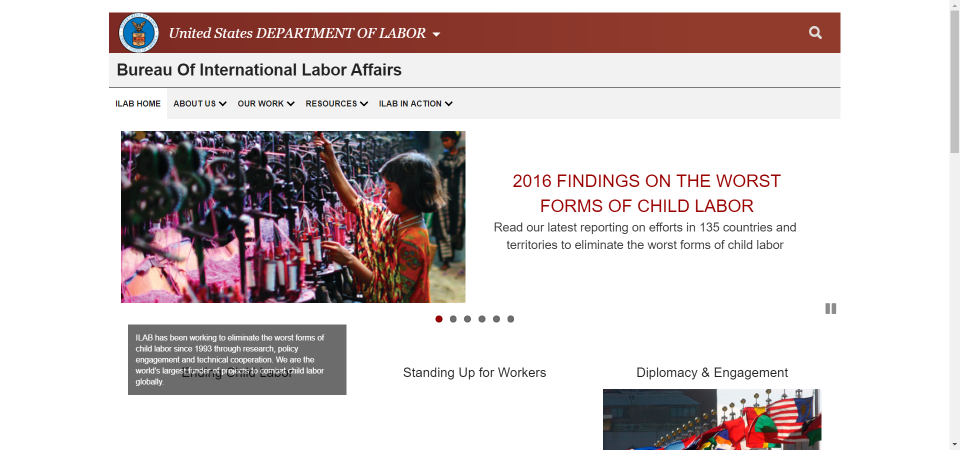 United States DEPARTMENT OF LABOR
Bureau Of International Labor Affairs
ILAB HOME
ABOUT US
OUR WORK
RESOURCES
ILAB IN ACTION
2016 FINDINGS ON THE WORST
FORMS OF CHILD LABOR
Read our latest reporting on efforts in 135 countries and
territories to eliminate the worst forms of child labor
ILAB has been working to eliminate the worst forms of
child labor since 1993 through research, policy
engagement and technical cooperation. We are the
world's largest funder of projects to combat child labor
globally.
Ending Child Labor
Standing Up for Workers
Diplomacy & Engagement